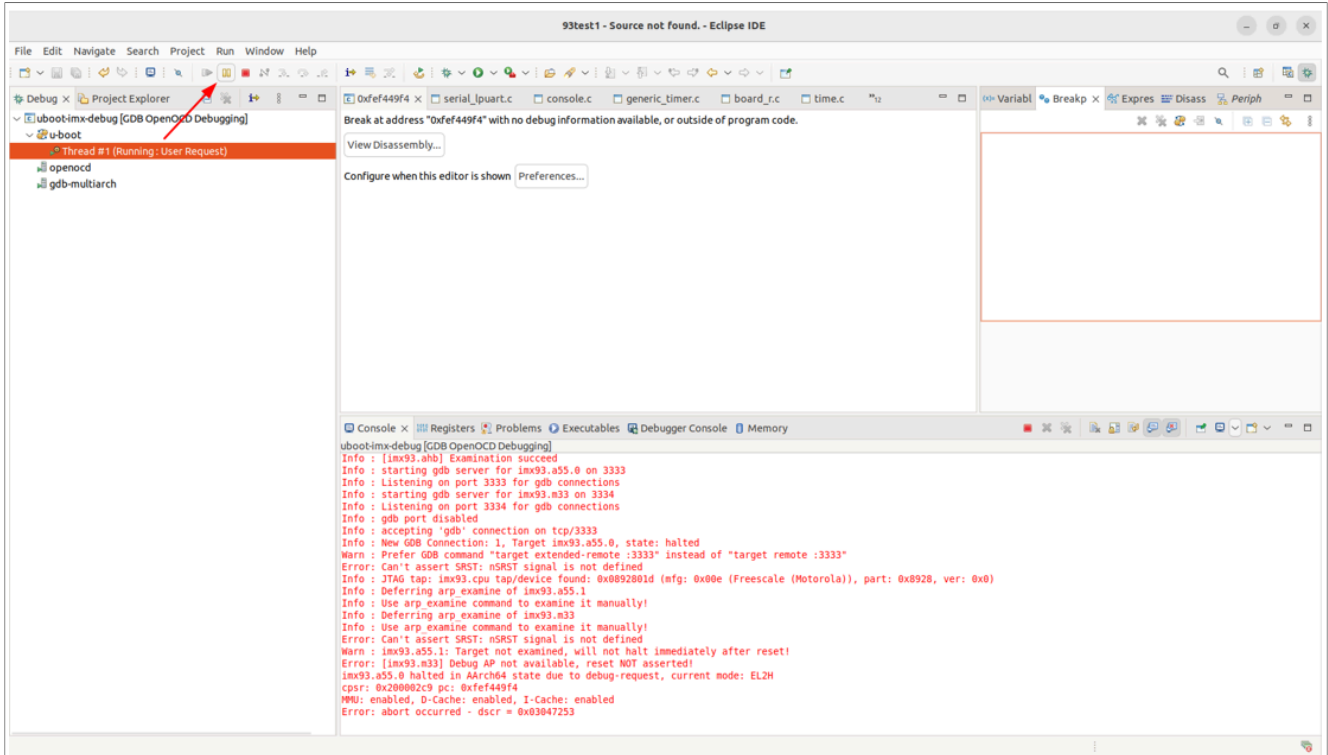 93test1 - Source not found. - Eclipse IDE
File Edit Navigate Search Project Run Window Help
Debug Project Explorer
uboot-imx-debug [GDB OpenOCD Debugging]
u-boot
Thread #1 (Running : User Request)
openocd
gdb-multiarch
0xfef449f4 serial_lpuart.c console.c generic_timer.c board_r.c time.c "12
Break at address "0xfef449f4" with no debug information available, or outside of program code.
View Disassembly...
Configure when this editor is shown Preferences...
Variabl Breakp Expres Disass Periph
Console Registers Problems Executables Debugger Console Memory
uboot-imx-debug [GDB OpenOCD Debugging]
Info : [imx93.ahb] Examination succeed
Info : starting gdb server for imx93.a55.0 on 3333
Info : Listening on port 3333 for gdb connections
Info : starting gdb server for imx93.m33 on 3334
Info : Listening on port 3334 for gdb connections
Info : gdb port disabled
Info : accepting 'gdb' connection on tcp/3333
Info : New GDB Connection: 1, Target imx93.a55.0, state: halted
Warn : Prefer GDB command "target extended-remote :3333" instead of "target remote :3333"
Error: Can't assert SRST: nSRST signal is not defined
Info : JTAG tap: imx93.cpu tap/device found: 0x0892801d (mfg: 0x00e (Freescale (Motorola)), part: 0x8928, ver: 0x0)
Info : Deferring arp_examine of imx93.a55.1
Info : Use arp_examine command to examine it manually!
Info : Deferring arp_examine of imx93.m33
Info : Use arp_examine command to examine it manually!
Error: Can't assert SRST: nSRST signal is not defined
Warn : imx93.a55.1: Target not examined, will not halt immediately after reset!
Error: [imx93.m33] Debug AP not available, reset NOT asserted!
imx93.a55.0 halted in AArch64 state due to debug-request, current mode: EL2H
cpsr: 0x200002c9 pc: 0xfef449f4
MMU: enabled, D-Cache: enabled, I-Cache: enabled
Error: abort occurred - dscr = 0x03047253